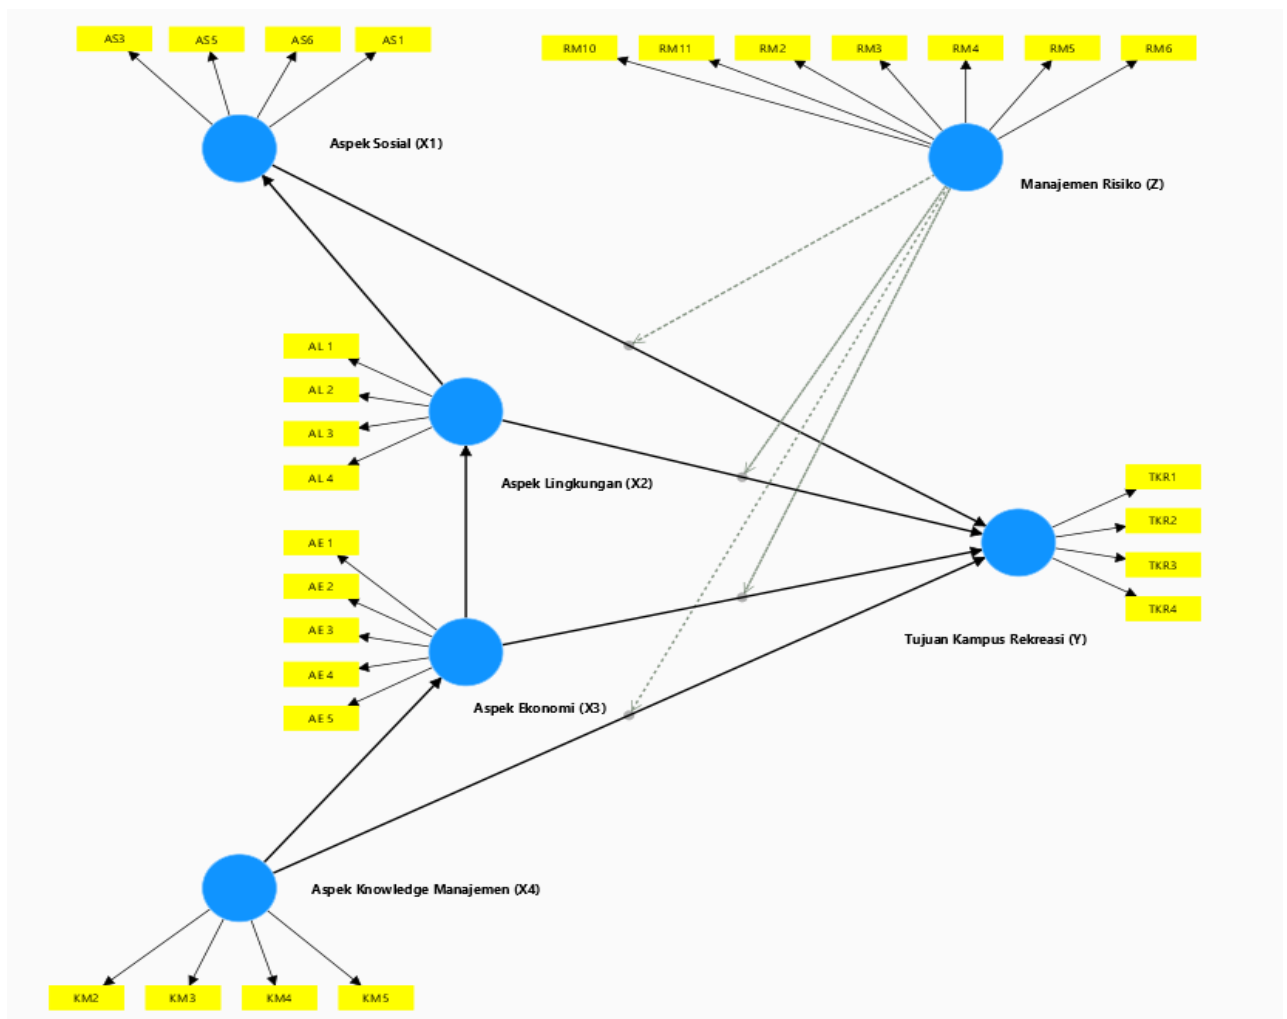 AS3
AS5
AS6
AS1
RM10
RM11
RM2
RM3
RM4
RM5
RM6
Aspek Sosial (X1)
Manajemen Risiko (Z)
AL 1
AL 2
AL 3
AL 4
Aspek Lingkungan (X2)
TKR1
TKR2
TKR3
TKR4
AE 1
AE 2
AE 3
AE 4
AE 5
Tujuan Kampus Rekreasi (Y)
Aspek Ekonomi (X3)
Aspek Knowledge Manajemen (X4)
KM2
KM3
KM4
KM5